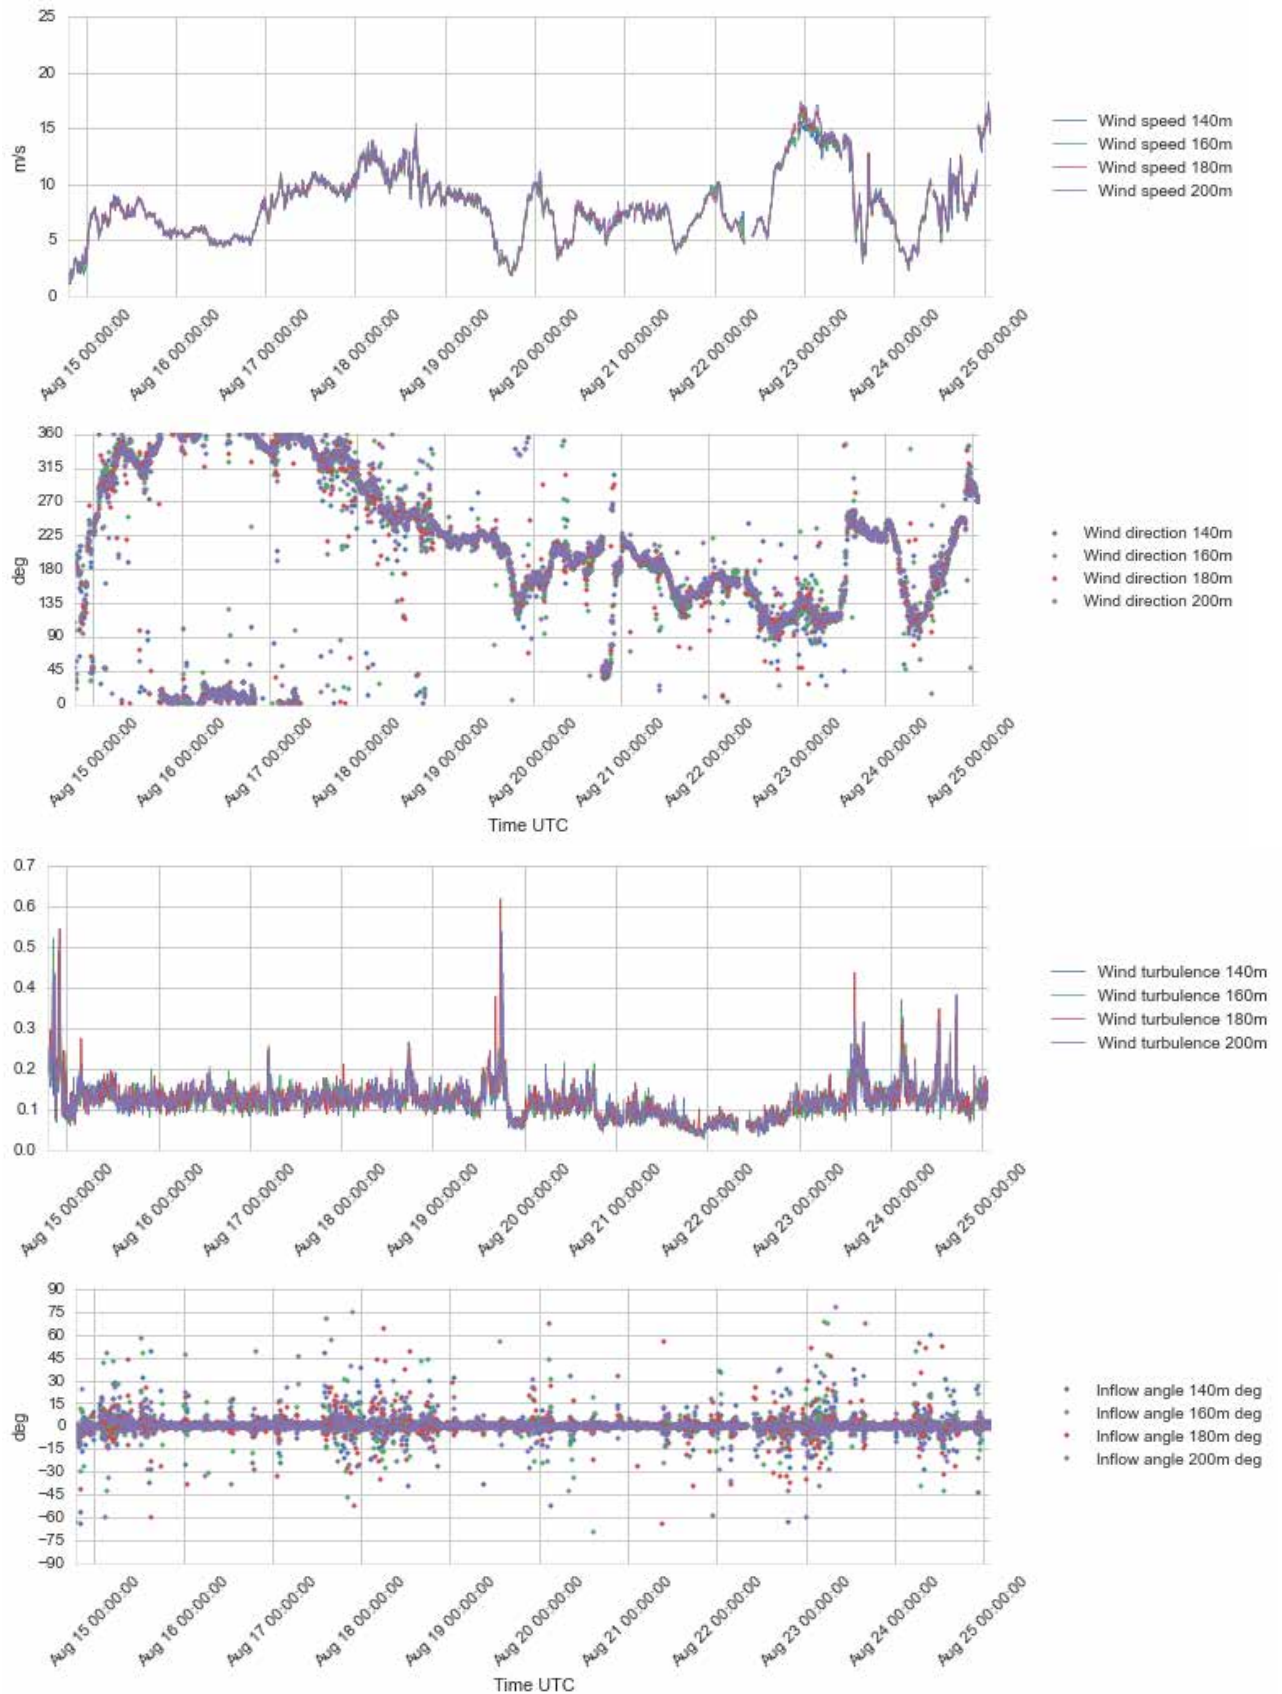 25
20
15
10
5
0
m/s
Aug 15 00:00:00
Aug 16 00:00:00
Aug 17 00:00:00
Aug 18 00:00:00
Aug 19 00:00:00
Aug 20 00:00:00
Aug 21 00:00:00
Aug 22 00:00:00
Aug 23 00:00:00
Aug 24 00:00:00
Aug 25 00:00:00
Wind speed 140m
Wind speed 160m
Wind speed 180m
Wind speed 200m
360
315
270
225
180
135
90
45
0
deg
Aug 15 00:00:00
Aug 16 00:00:00
Aug 17 00:00:00
Aug 18 00:00:00
Aug 19 00:00:00
Aug 20 00:00:00
Aug 21 00:00:00
Aug 22 00:00:00
Aug 23 00:00:00
Aug 24 00:00:00
Aug 25 00:00:00
Time UTC
Wind direction 140m
Wind direction 160m
Wind direction 180m
Wind direction 200m
0.7
0.6
0.5
0.4
0.3
0.2
0.1
0.0
Aug 15 00:00:00
Aug 16 00:00:00
Aug 17 00:00:00
Aug 18 00:00:00
Aug 19 00:00:00
Aug 20 00:00:00
Aug 21 00:00:00
Aug 22 00:00:00
Aug 23 00:00:00
Aug 24 00:00:00
Aug 25 00:00:00
Wind turbulence 140m
Wind turbulence 160m
Wind turbulence 180m
Wind turbulence 200m
90
75
60
45
30
15
0
−15
−30
−45
−60
−75
−90
deg
Aug 15 00:00:00
Aug 16 00:00:00
Aug 17 00:00:00
Aug 18 00:00:00
Aug 19 00:00:00
Aug 20 00:00:00
Aug 21 00:00:00
Aug 22 00:00:00
Aug 23 00:00:00
Aug 24 00:00:00
Aug 25 00:00:00
Time UTC
Inflow angle 140m deg
Inflow angle 160m deg
Inflow angle 180m deg
Inflow angle 200m deg